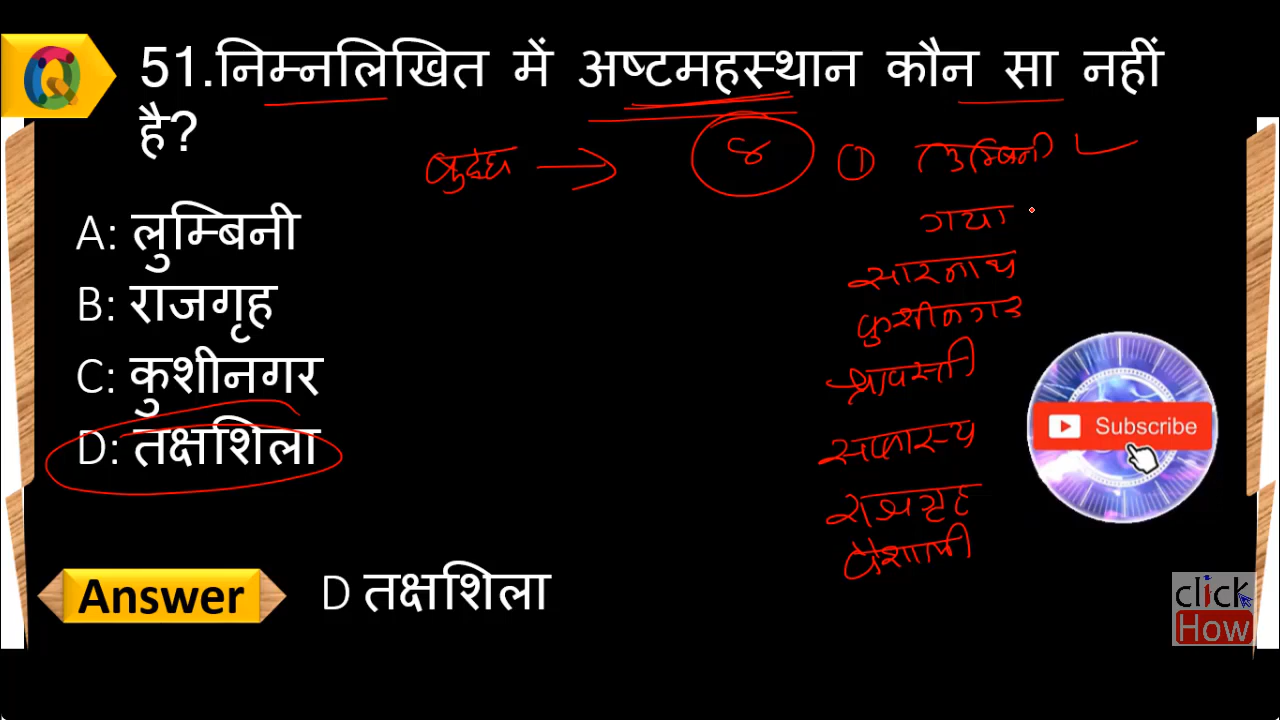 51.निम्नलिखित में अष्टमहस्थान कौन सा नहीं
है?
बुद्ध → 8 ① लुम्बिनी ✓
गया
सारनाथ
A: लुम्बिनी
B: राजगृह
कुशीनगर
C: कुशीनगर
श्रावस्ती
Subscribe
D: तक्षशिला
राजगृह
वैशाली
Answer D तक्षशिला
click
How